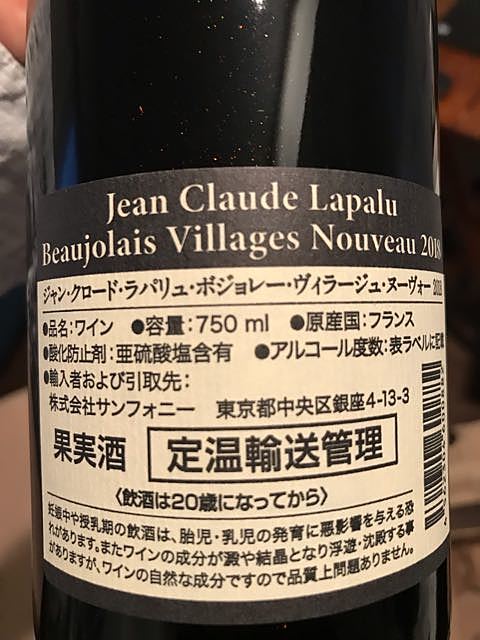 Jean Claude Lapalu
Beaujolais Villages Nouveau 2018
ジャン・クロード・ラパリュ・ボジョレー・ヴィラージュ・ヌーヴォー
●品名：ワイン ●容量：750 ml ●原産国：フランス
●酸化防止剤：亜硫酸塩含有 ●アルコール度数：表ラベルに記載
●輸入者および引取先：
株式会社サンフォニー 東京都中央区銀座4-13-3
果実酒 定温輸送管理
〈飲酒は20歳になってから〉
妊娠中や授乳期の飲酒は、胎児・乳児の発育に悪影響を与える恐
れがあります。またワインの成分が澱や結晶となり浮遊・沈殿する事
がありますが、ワインの自然な成分ですので品質上問題ありません。